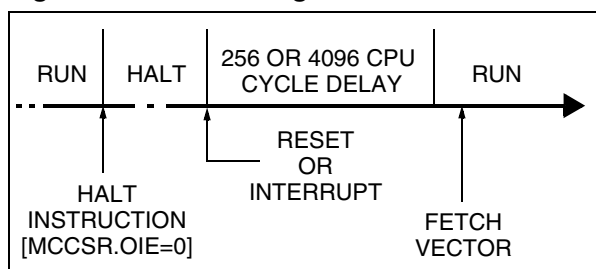 RUN
HALT
256 OR 4096 CPU
CYCLE DELAY
RUN
HALT
INSTRUCTION
[MCCSR.OIE=0]
RESET
OR
INTERRUPT
FETCH
VECTOR